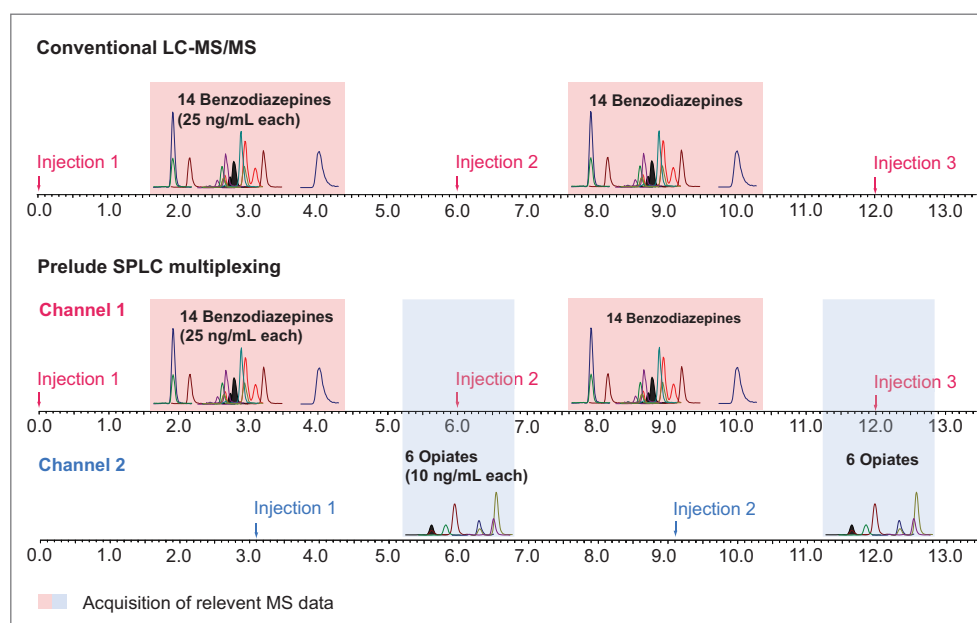 Conventional LC-MS/MS
14 Benzodiazepines
(25 ng/mL each)
14 Benzodiazepines
Injection 1
Injection 2
Injection 3
0.0 1.0 2.0 3.0 4.0 5.0 6.0 7.0 8.0 9.0 10.0 11.0 12.0 13.0
Prelude SPLC multiplexing
Channel 1
14 Benzodiazepines
(25 ng/mL each)
14 Benzodiazepines
Injection 1
Injection 2
Injection 3
0.0 1.0 2.0 3.0 4.0 5.0 6.0 7.0 8.0 9.0 10.0 11.0 12.0 13.0
Channel 2
6 Opiates
(10 ng/mL each)
6 Opiates
Injection 1
Injection 2
0.0 1.0 2.0 3.0 4.0 5.0 6.0 7.0 8.0 9.0 10.0 11.0 12.0 13.0
Acquisition of relevent MS data